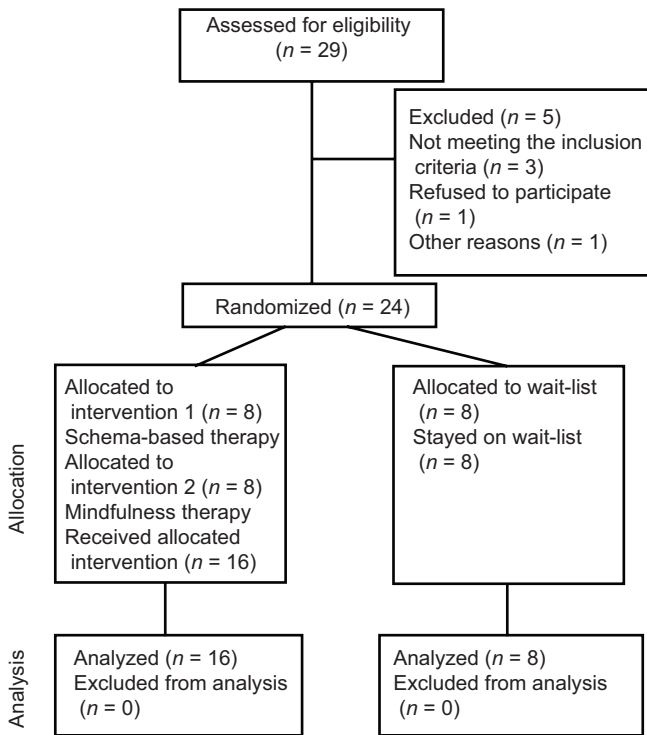 Assessed for eligibility
(n = 29)
Excluded (n = 5)
Not meeting the inclusion
criteria (n = 3)
Refused to participate
(n = 1)
Other reasons (n = 1)
Randomized (n = 24)
Allocation
Allocated to
intervention 1 (n = 8)
Schema-based therapy
Allocated to
intervention 2 (n = 8)
Mindfulness therapy
Received allocated
intervention (n = 16)
Allocated to wait-list
(n = 8)
Stayed on wait-list
(n = 8)
Analysis
Analyzed (n = 16)
Excluded from analysis
(n = 0)
Analyzed (n = 8)
Excluded from analysis
(n = 0)